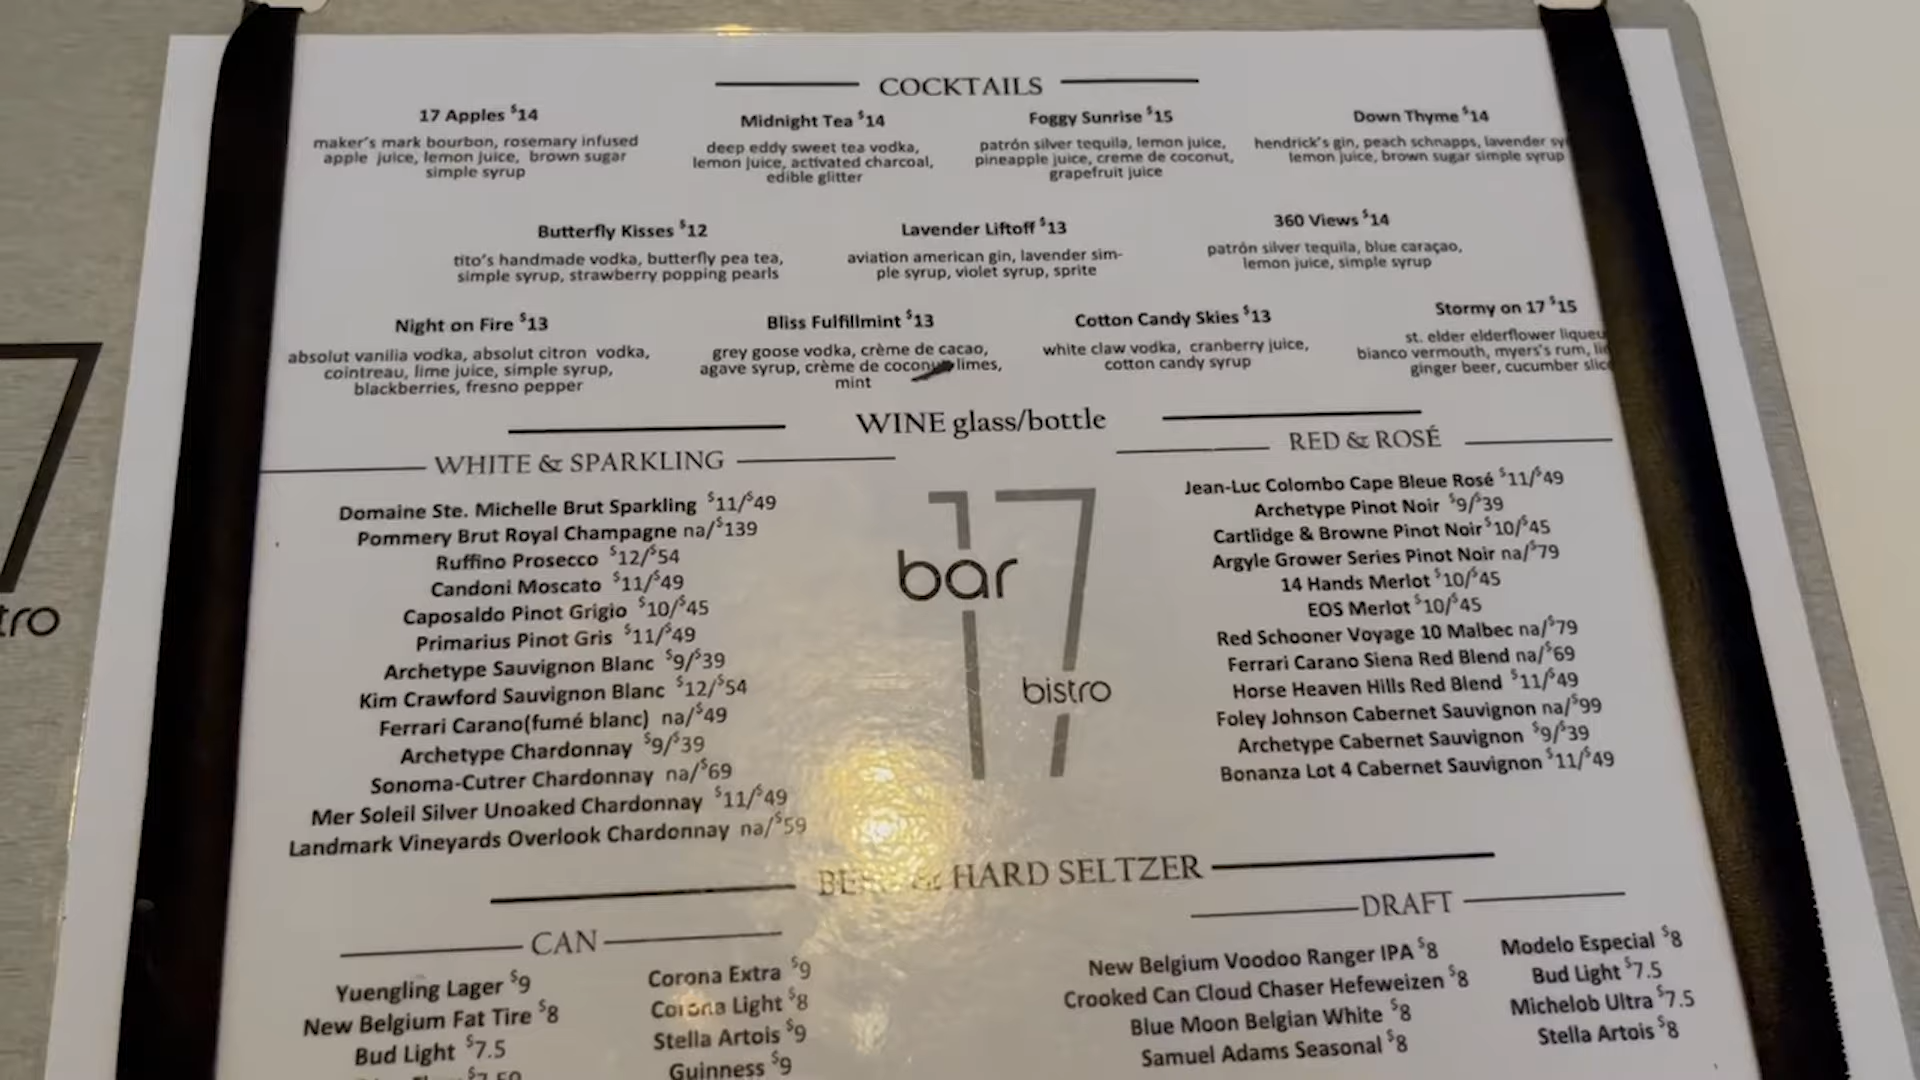 COCKTAILS
17 Apples $14
maker's mark bourbon, rosemary infused
apple juice, lemon juice, brown sugar
simple syrup
Midnight Tea $14
deep eddy sweet tea vodka,
lemon juice, activated charcoal,
edible glitter
Foggy Sunrise $15
patrón silver tequila, lemon juice,
pineapple juice, creme de coconut,
grapefruit juice
Down Thyme $14
hendrick's gin, peach schnapps, lavender
lemon juice, brown sugar simple syrup
Butterfly Kisses $12
tito's handmade vodka, butterfly pea tea,
simple syrup, strawberry popping pearls
Lavender Liftoff $13
aviation american gin, lavender sim-
ple syrup, violet syrup, sprite
360 Views $14
patrón silver tequila, blue caraçao,
lemon juice, simple syrup
Night on Fire $13
absolut vanilia vodka, absolut citron vodka,
cointreau, lime juice, simple syrup,
blackberries, fresno pepper
Bliss Fulfillmint $13
grey goose vodka, crème de cacao,
agave syrup, crème de coconut limes,
mint
Cotton Candy Skies $13
white claw vodka, cranberry juice,
cotton candy syrup
Stormy on 17 $15
st. elder elderflower
bianco vermouth, myers's rum,
ginger beer, cucumber
WINE glass/bottle
WHITE & SPARKLING
Domaine Ste. Michelle Brut Sparkling $11/$49
Pommery Brut Royal Champagne na/$139
Ruffino Prosecco $12/$54
Candoni Moscato $11/$49
Caposaldo Pinot Grigio $10/$45
Primarius Pinot Gris $11/$49
Archetype Sauvignon Blanc $9/$39
Kim Crawford Sauvignon Blanc $12/$54
Ferrari Carano(fumé blanc) na/$49
Archetype Chardonnay $9/$39
Sonoma-Cutrer Chardonnay na/$69
Mer Soleil Silver Unoaked Chardonnay $11/$49
Landmark Vineyards Overlook Chardonnay na/$59
17
bar
bistro
RED & ROSÉ
Jean-Luc Colombo Cape Bleue Rosé $11/$49
Archetype Pinot Noir $9/$39
Cartlidge & Browne Pinot Noir $10/$45
Argyle Grower Series Pinot Noir na/$79
14 Hands Merlot $10/$45
EOS Merlot $10/$45
Red Schooner Voyage 10 Malbec na/$79
Ferrari Carano Siena Red Blend na/$69
Horse Heaven Hills Red Blend $11/$49
Foley Johnson Cabernet Sauvignon na/$99
Archetype Cabernet Sauvignon $9/$39
Bonanza Lot 4 Cabernet Sauvignon $11/$49
HARD SELTZER
CAN
Yuengling Lager $9
New Belgium Fat Tire $8
Bud Light $7.5
Corona Extra $9
Corona Light $8
Stella Artois $9
Guinness $9
DRAFT
New Belgium Voodoo Ranger IPA $8
Crooked Can Cloud Chaser Hefeweizen $8
Blue Moon Belgian White $8
Samuel Adams Seasonal $8
Modelo Especial $8
Bud Light $7.5
Michelob Ultra $7.5
Stella Artois $8